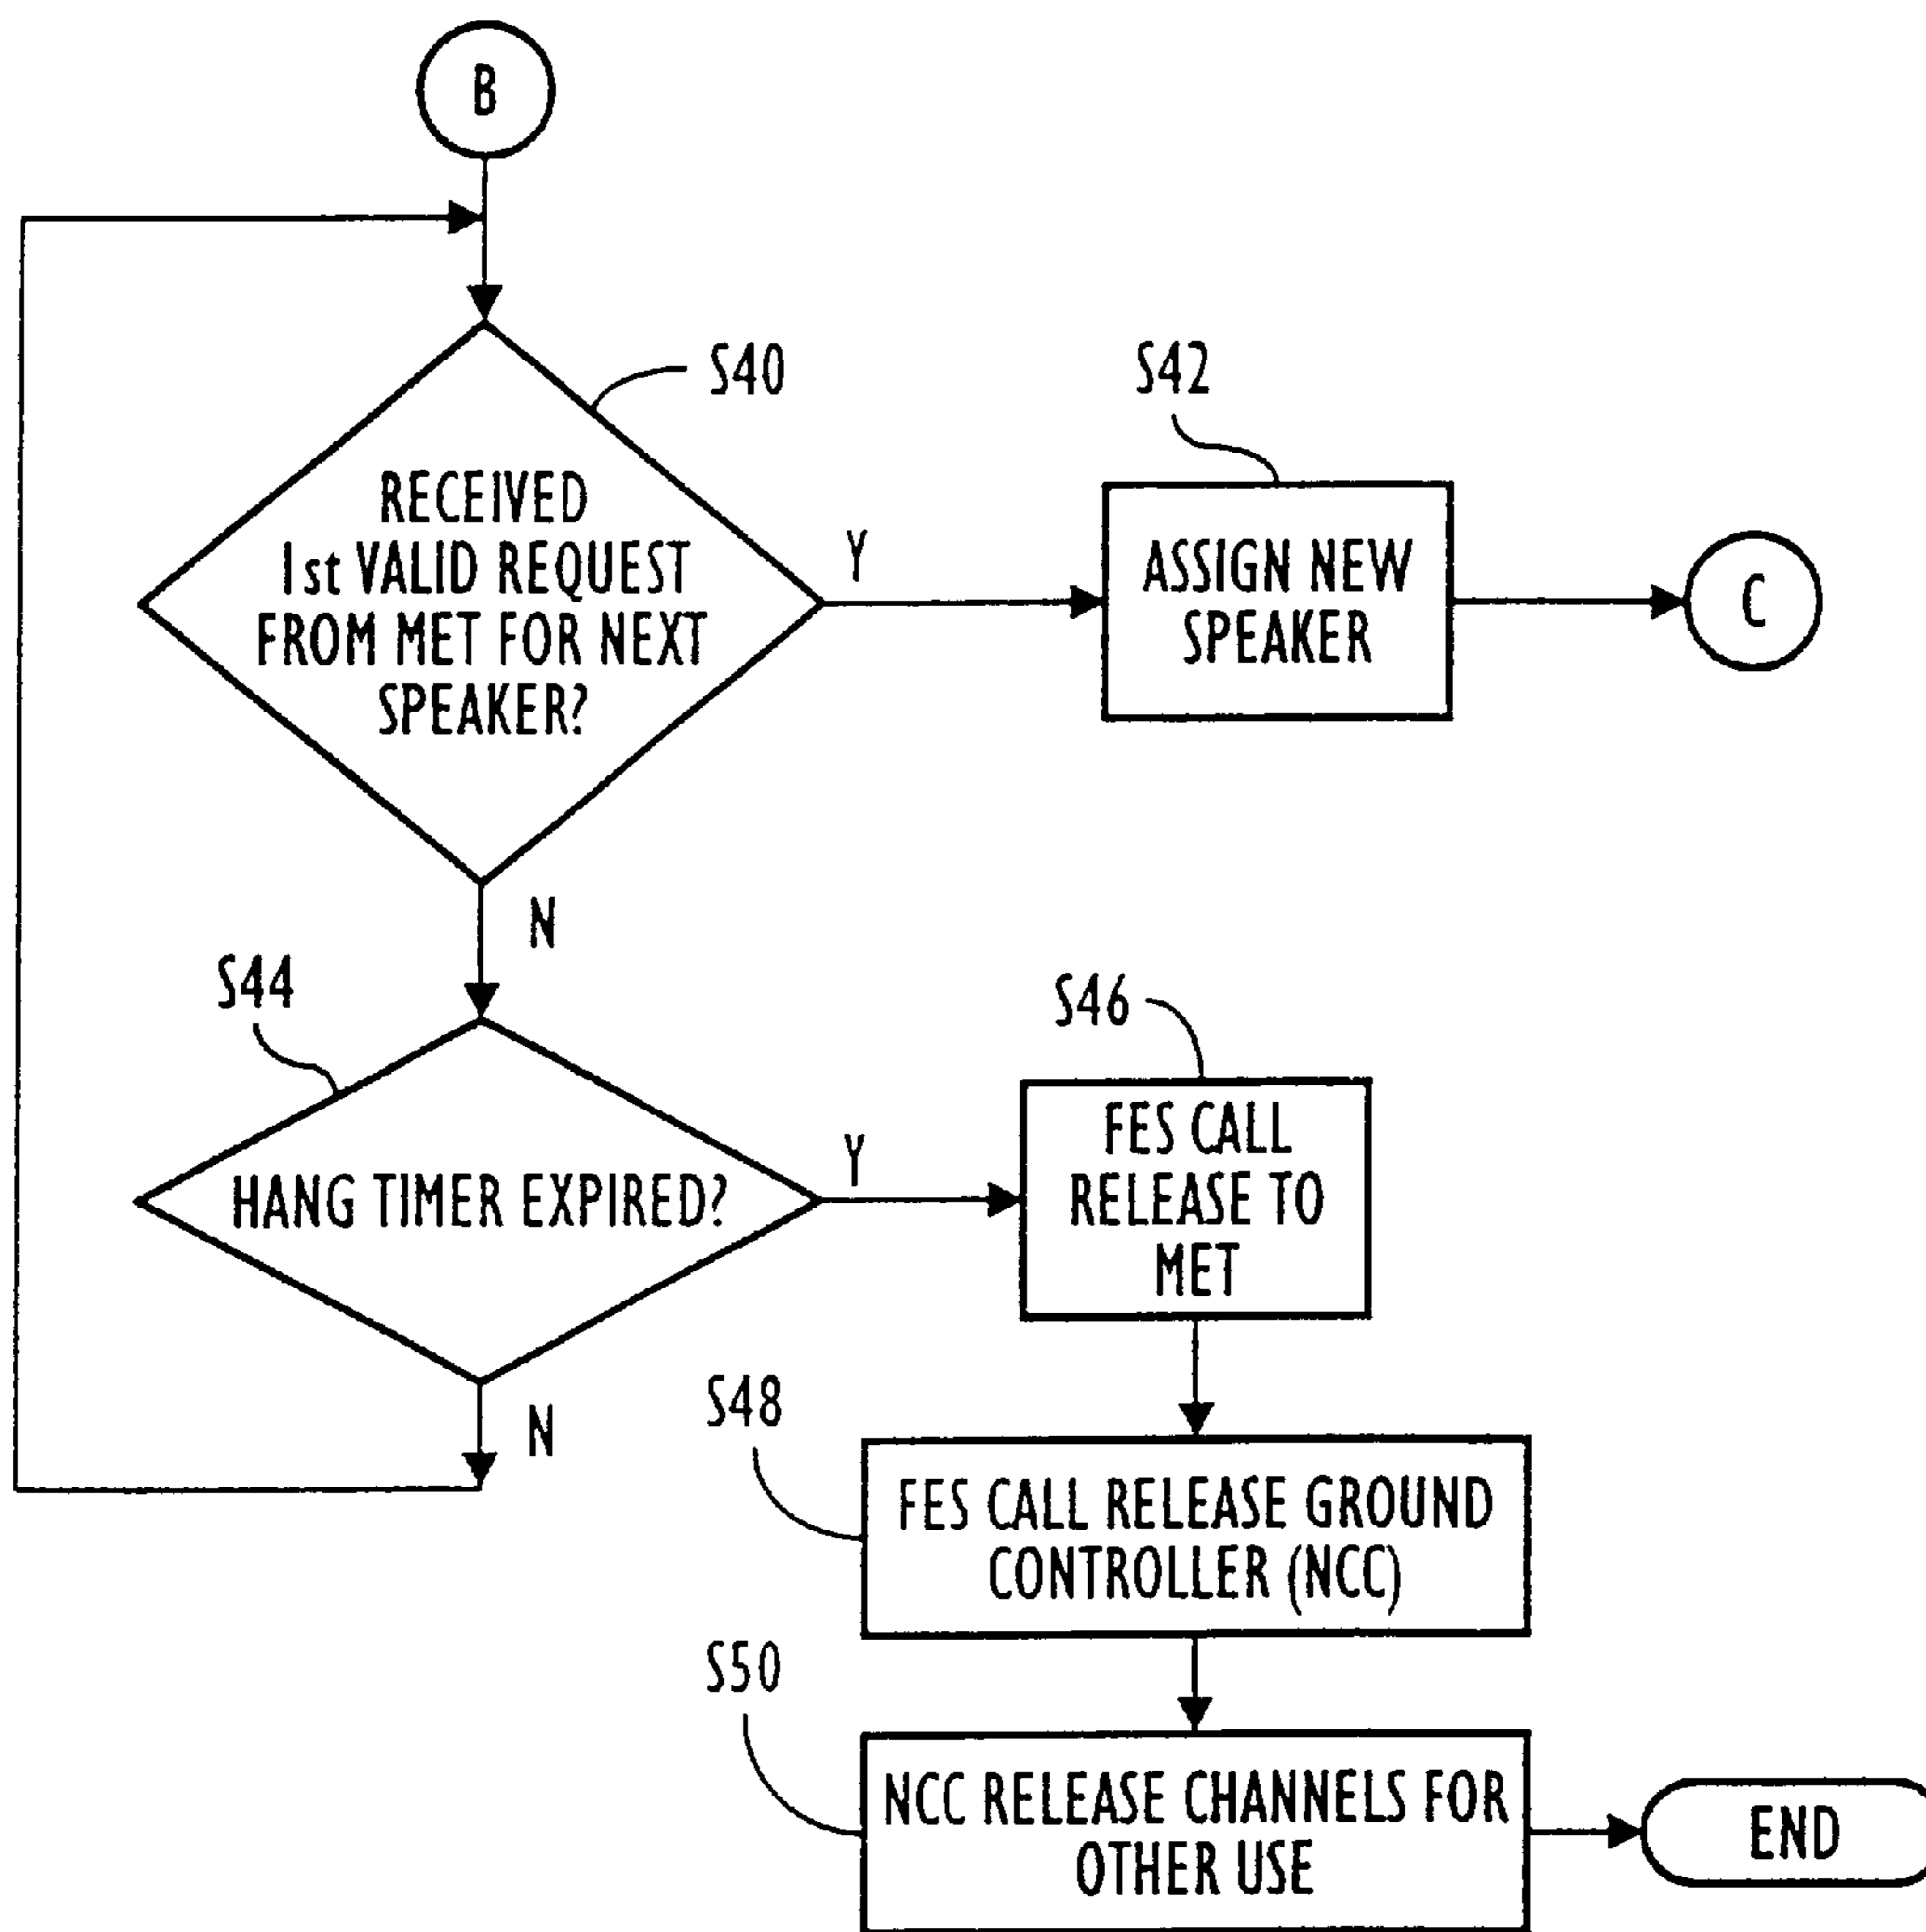 B
S40
RECEIVED
1st VALID REQUEST
FROM MET FOR NEXT
SPEAKER?
Y
S42
ASSIGN NEW
SPEAKER
C
N
S44
HANG TIMER EXPIRED?
Y
S46
FES CALL
RELEASE TO
MET
N
S48
FES CALL RELEASE GROUND
CONTROLLER (NCC)
S50
NCC RELEASE CHANNELS FOR
OTHER USE
END